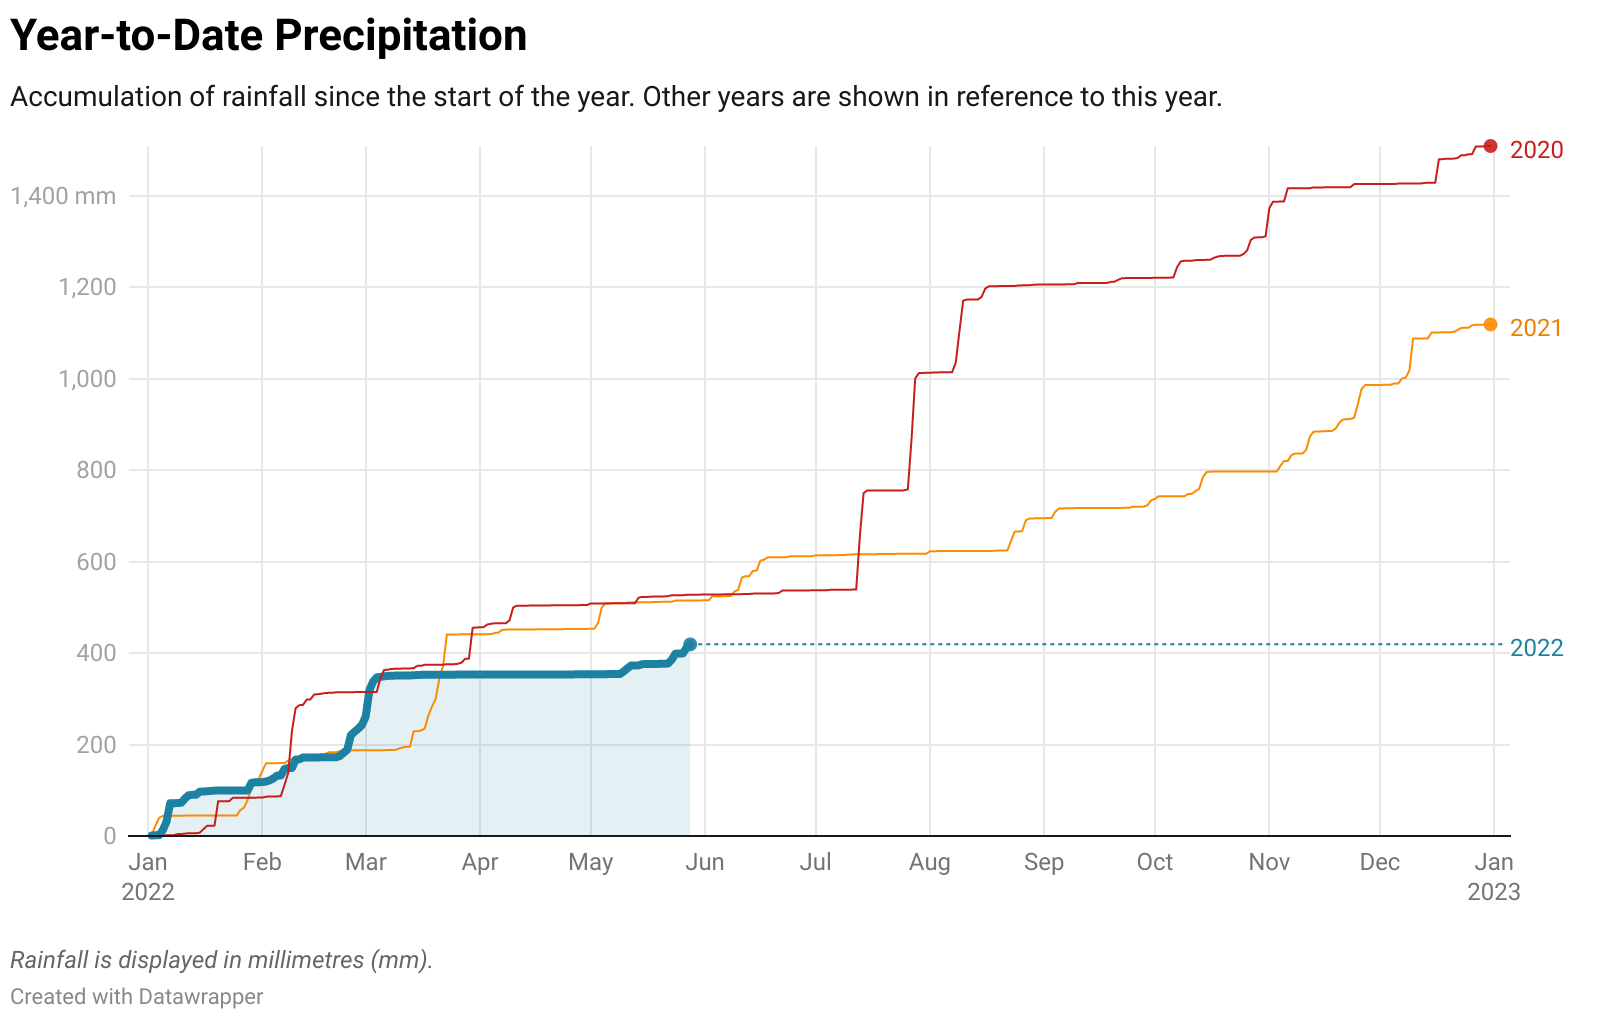 Year-to-Date Precipitation
Accumulation of rainfall since the start of the year. Other years are shown in reference to this year.
2020
1,400 mm
1,200
2021
1,000
800
600
400
2022
200
0
Jan Feb Mar Apr May Jun Jul Aug Sep Oct Nov Dec Jan
2022 2023
Rainfall is displayed in millimetres (mm).
Created with Datawrapper